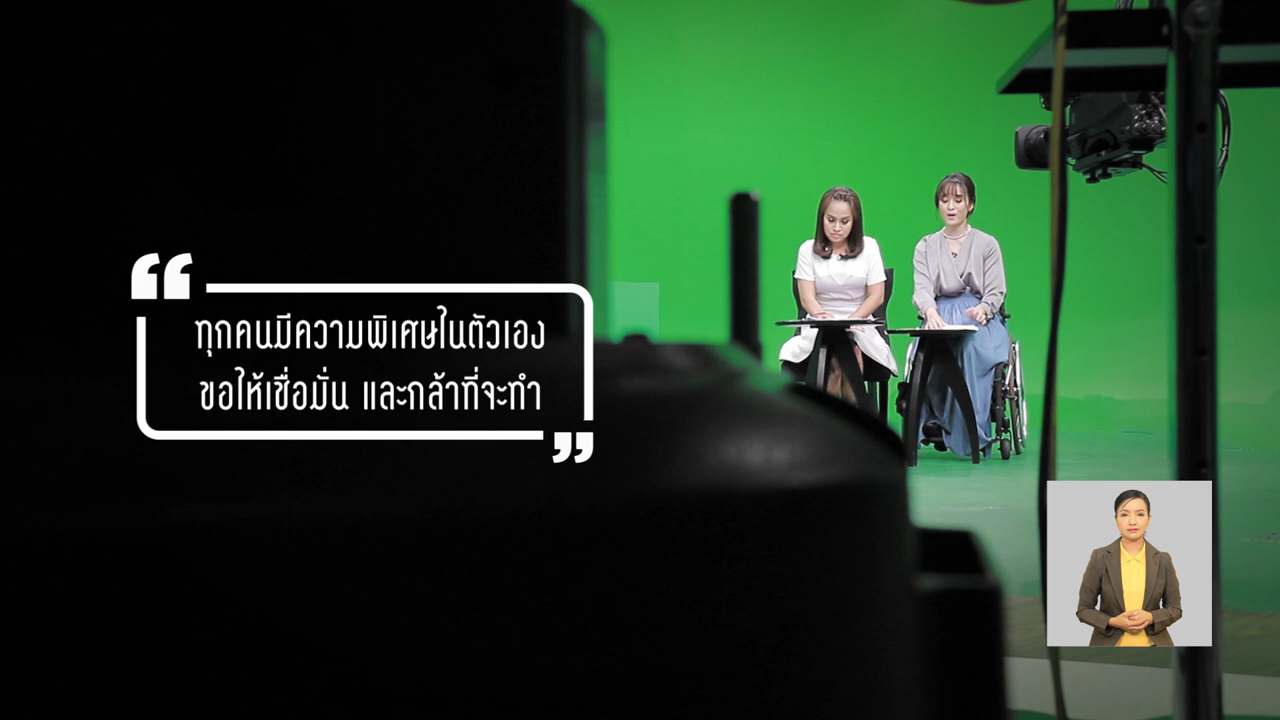 ทุกคนมีความพิเศษในตัวเอง
ขอให้เชื่อมั่น และกล้าที่จะทำ